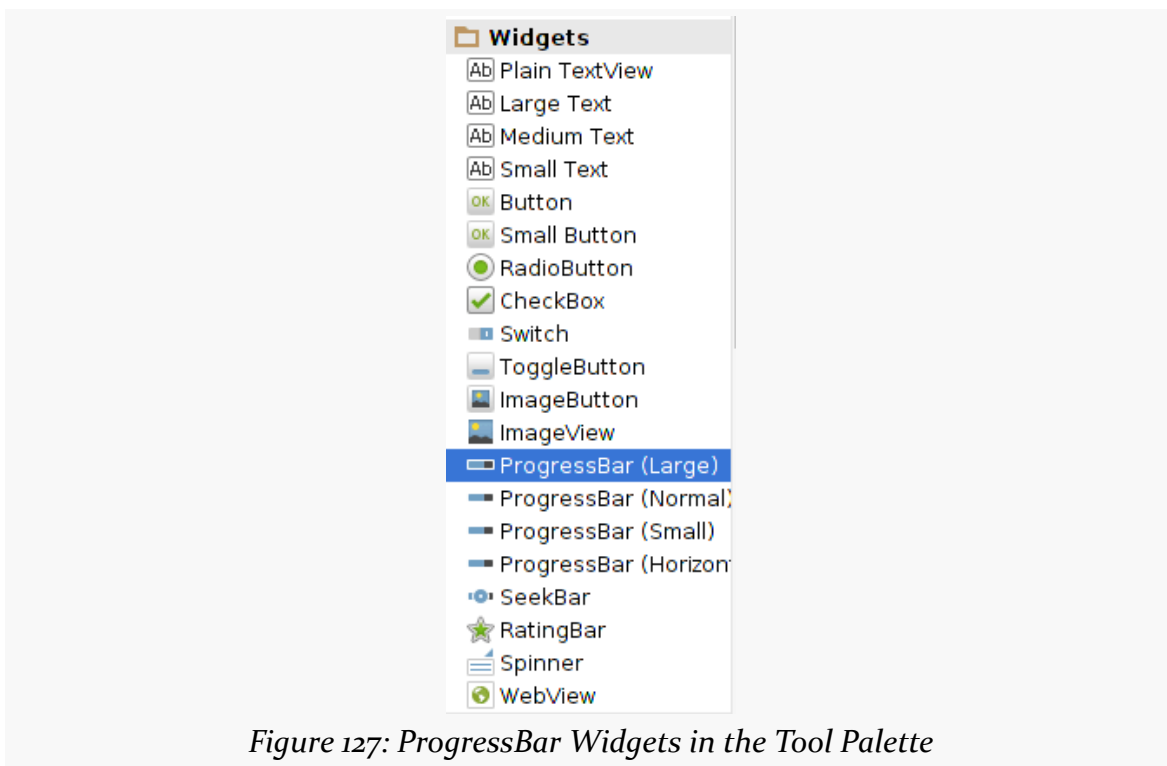 Widgets
Ab Plain TextView
Ab Large Text
Ab Medium Text
Ab Small Text
OK Button
OK Small Button
RadioButton
CheckBox
Switch
ToggleButton
ImageButton
ImageView
ProgressBar (Large)
ProgressBar (Normal)
ProgressBar (Small)
ProgressBar (Horizon
SeekBar
RatingBar
Spinner
WebView
Figure 127: ProgressBar Widgets in the Tool Palette